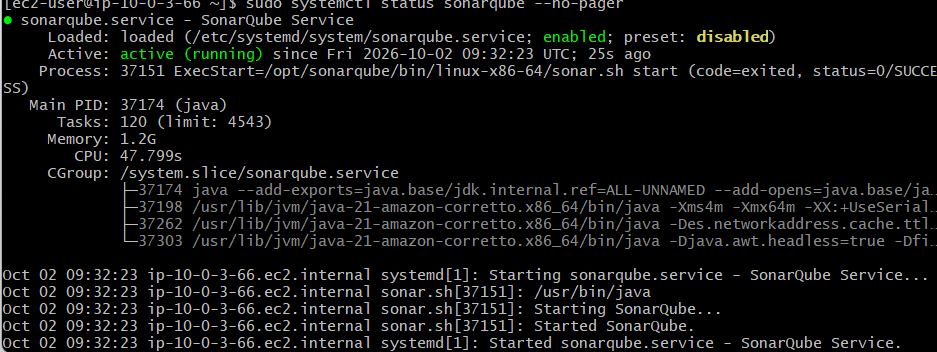 [ec2-user@ip-10-0-3-66 ~]$ sudo systemctl status sonarqube --no-pager
● sonarqube.service - SonarQube Service
     Loaded: loaded (/etc/systemd/system/sonarqube.service; enabled; preset: disabled)
     Active: active (running) since Fri 2026-10-02 09:32:23 UTC; 25s ago
    Process: 37151 ExecStart=/opt/sonarqube/bin/linux-x86-64/sonar.sh start (code=exited, status=0/SUCCE
SS)
   Main PID: 37174 (java)
      Tasks: 120 (limit: 4543)
     Memory: 1.2G
        CPU: 47.799s
     CGroup: /system.slice/sonarqube.service
             ├─37174 java --add-exports=java.base/jdk.internal.ref=ALL-UNNAMED --add-opens=java.base/ja…
             ├─37198 /usr/lib/jvm/java-21-amazon-corretto.x86_64/bin/java -Xms4m -Xmx64m -XX:+UseSerial…
             ├─37262 /usr/lib/jvm/java-21-amazon-corretto.x86_64/bin/java -Des.networkaddress.cache.ttl…
             └─37303 /usr/lib/jvm/java-21-amazon-corretto.x86_64/bin/java -Djava.awt.headless=true -Dfi…
Oct 02 09:32:23 ip-10-0-3-66.ec2.internal systemd[1]: Starting sonarqube.service - SonarQube Service...
Oct 02 09:32:23 ip-10-0-3-66.ec2.internal sonar.sh[37151]: /usr/bin/java
Oct 02 09:32:23 ip-10-0-3-66.ec2.internal sonar.sh[37151]: Starting SonarQube...
Oct 02 09:32:23 ip-10-0-3-66.ec2.internal sonar.sh[37151]: Started SonarQube.
Oct 02 09:32:23 ip-10-0-3-66.ec2.internal systemd[1]: Started sonarqube.service - SonarQube Service.